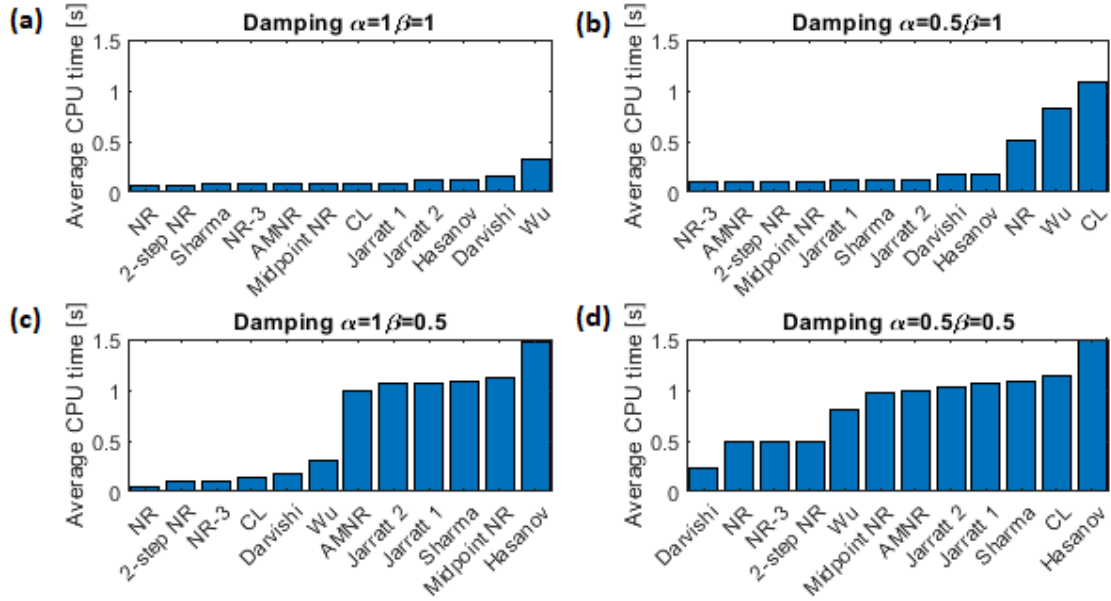 (a)
Damping α=1β=1
Average CPU time [s]
1.5
1
0.5
0
NR
2-step NR
Sharma
NR-3
AMNR
Midpoint NR
CL
Jarratt 1
Jarratt 2
Hasanov
Darvishi
Wu
(b)
Damping α=0.5β=1
Average CPU time [s]
1.5
1
0.5
0
NR-3
AMNR
2-step NR
Midpoint NR
Jarratt 1
Sharma
Jarratt 2
Darvishi
Hasanov
NR
Wu
CL
(c)
Damping α=1β=0.5
Average CPU time [s]
1.5
1
0.5
0
NR
2-step NR
NR-3
CL
Darvishi
Wu
AMNR
Jarratt 2
Jarratt 1
Sharma
Midpoint NR
Hasanov
(d)
Damping α=0.5β=0.5
Average CPU time [s]
1.5
1
0.5
0
Darvishi
NR
NR-3
2-step NR
Wu
Midpoint NR
AMNR
Jarratt 2
Jarratt 1
Sharma
CL
Hasanov